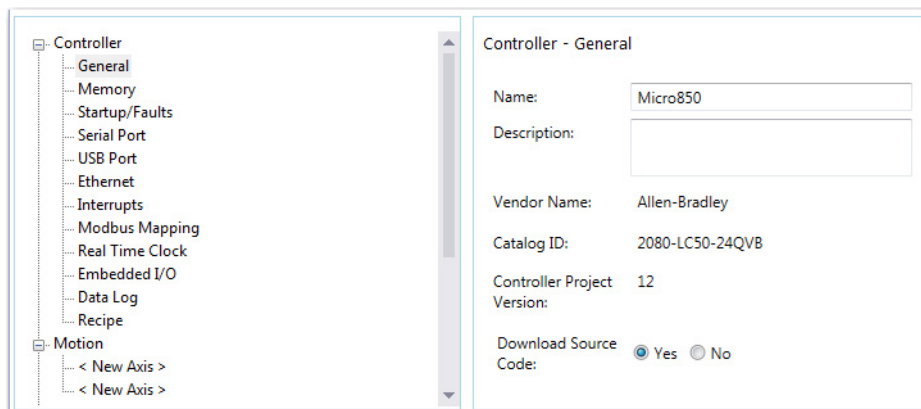 Controller
General
Memory
Startup/Faults
Serial Port
USB Port
Ethernet
Interrupts
Modbus Mapping
Real Time Clock
Embedded I/O
Data Log
Recipe
Motion
< New Axis >
< New Axis >
Controller - General
Name: Micro850
Description:
Vendor Name: Allen-Bradley
Catalog ID: 2080-LC50-24QVB
Controller Project 12
Version:
Download Source
Code: Yes No